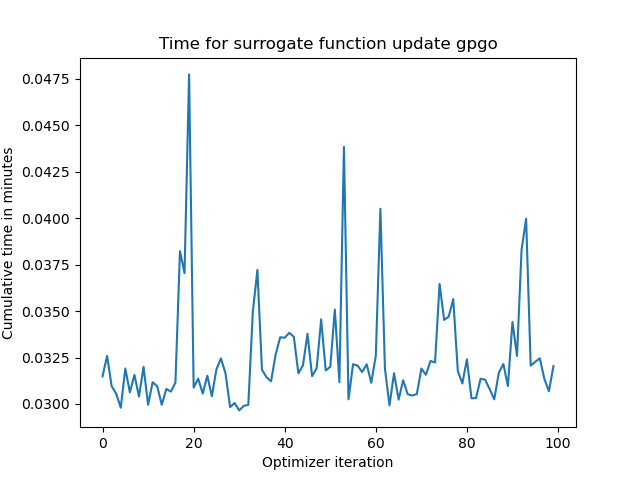 Time for surrogate function update gpgo
0.0475
0.0450
0.0425
0.0400
0.0375
0.0350
0.0325
0.0300
Cumulative time in minutes
0 20 40 60 80 100
Optimizer iteration